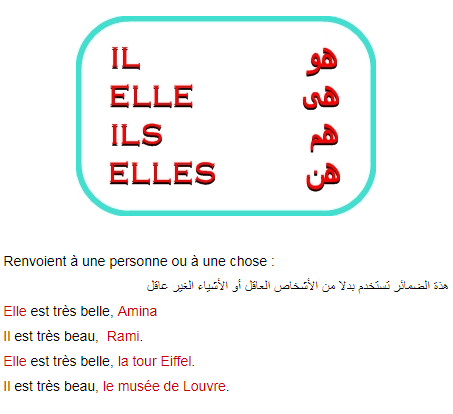 IL هو
ELLE هى
ILS هم
ELLES هن
Renvoient à une personne ou à une chose :
هذة الضمائر تستخدم بدلا من الأشخاص العاقل أو الأشياء الغير عاقل
Elle est très belle, Amina
Il est très beau, Rami.
Elle est très belle, la tour Eiffel.
Il est très beau, le musée de Louvre.